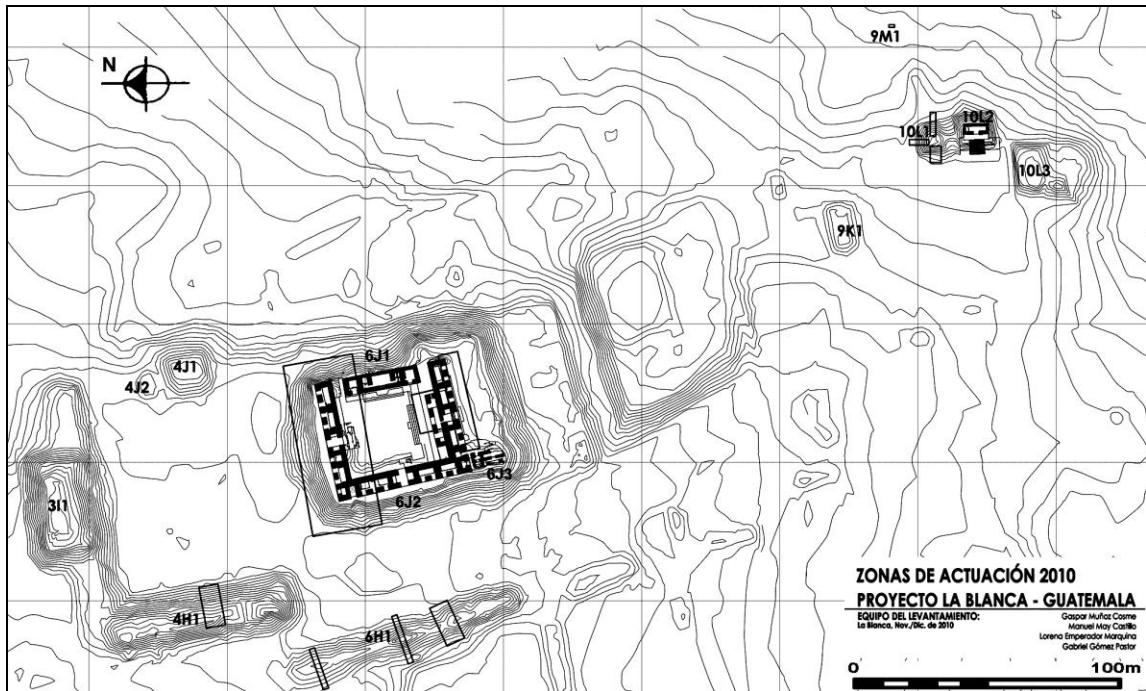 9M1
N
10L1
10L2
10L3
9K1
4J1
4J2
6J1
3I1
6J2
6J3
4H1
6H1
ZONAS DE ACTUACIÓN 2010
PROYECTO LA BLANCA - GUATEMALA
EQUIPO DEL LEVANTAMIENTO:
La Blanca, Nov./Dic. de 2010
Gaspar Muñoz Cosme
Manuel May Castillo
Lorena Emperador Marquina
Gabriel Gómez Pastor
0 100m